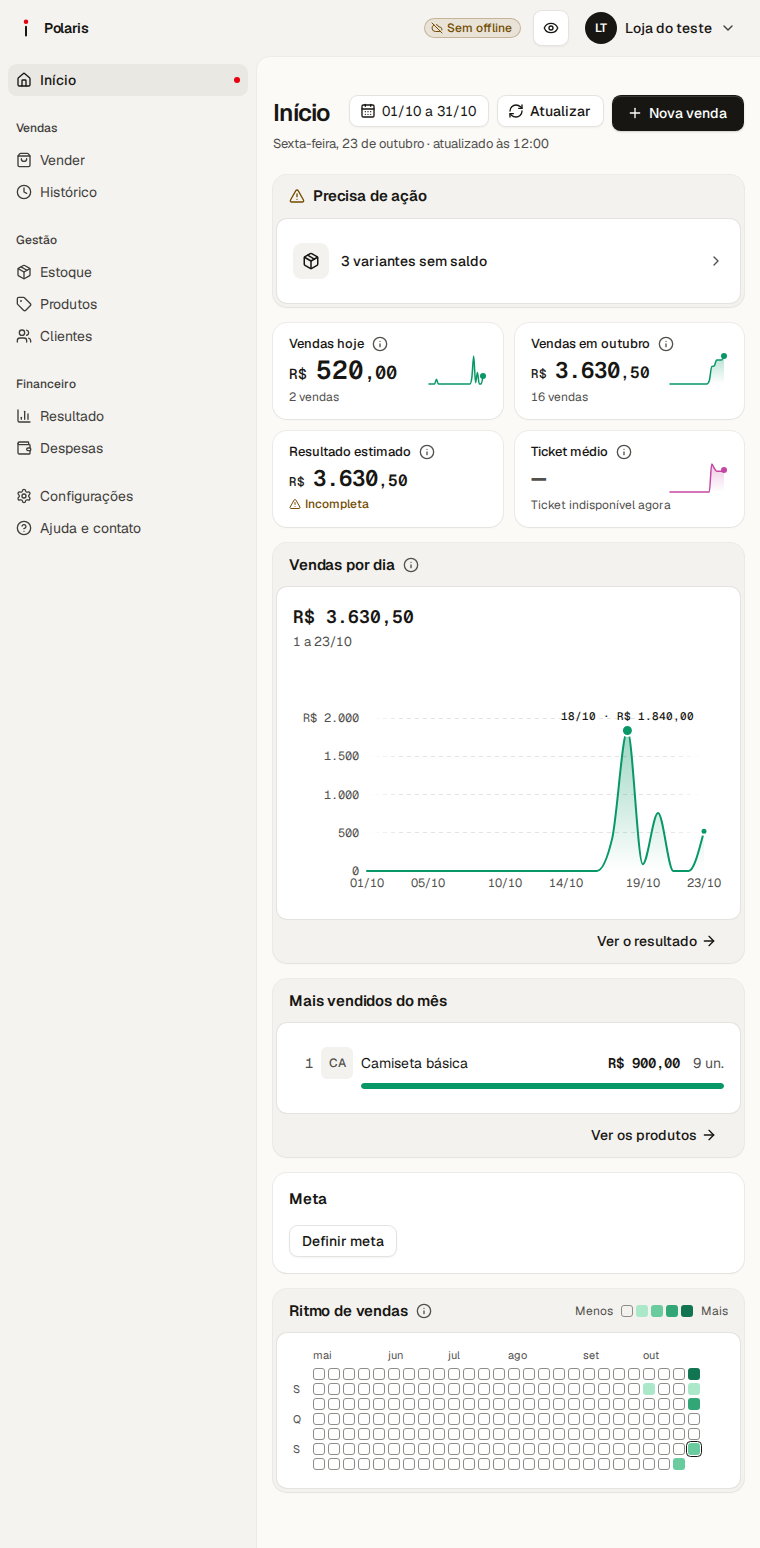 Polaris
Sem offline
LT
Loja do teste
Início
Vendas
Vender
Histórico
Gestão
Estoque
Produtos
Clientes
Financeiro
Resultado
Despesas
Configurações
Ajuda e contato
Início
01/10 a 31/10
Atualizar
Nova venda
Sexta-feira, 23 de outubro · atualizado às 12:00
Precisa de ação
3 variantes sem saldo
Vendas hoje
R$ 520,00
2 vendas
Vendas em outubro
R$ 3.630,50
16 vendas
Resultado estimado
R$ 3.630,50
Incompleta
Ticket médio
—
Ticket indisponível agora
Vendas por dia
R$ 3.630,50
1 a 23/10
18/10 · R$ 1.840,00
R$ 2.000
1.500
1.000
500
0
01/10 05/10 10/10 14/10 19/10 23/10
Ver o resultado
Mais vendidos do mês
1 CA Camiseta básica R$ 900,00 9 un.
Ver os produtos
Meta
Definir meta
Ritmo de vendas
Menos Mais
mai jun jul ago set out
S
Q
S